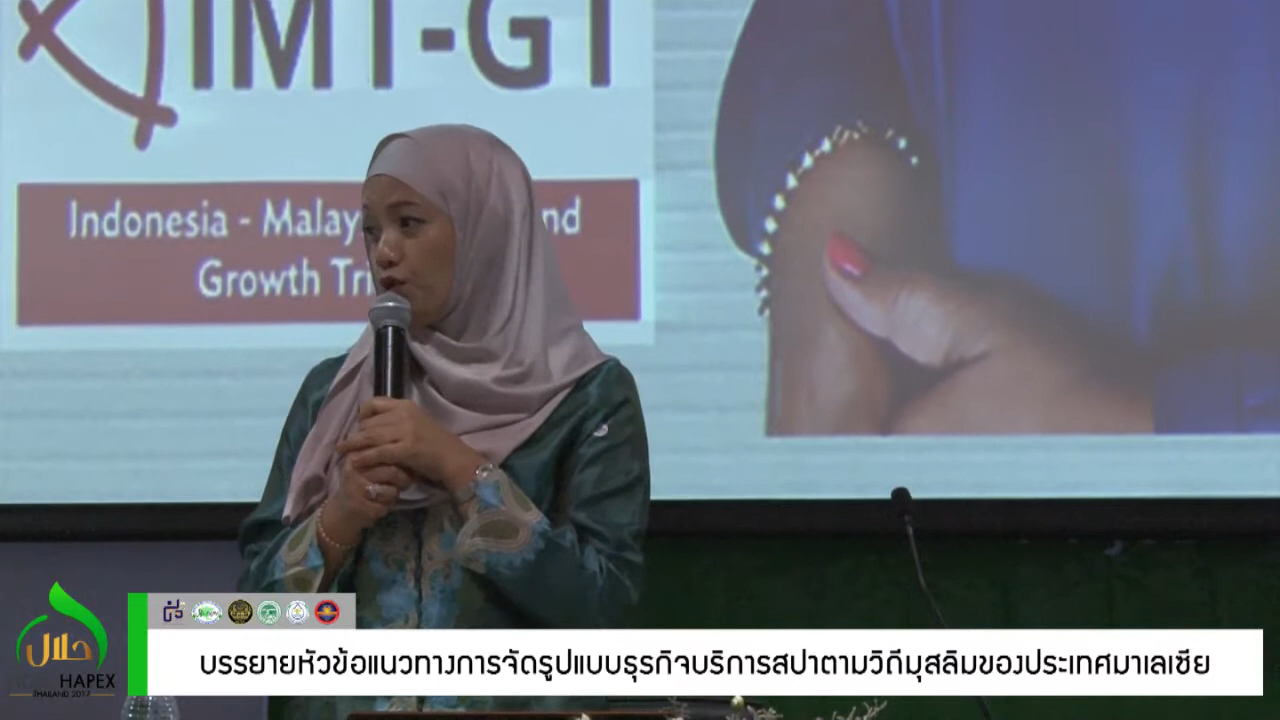 IMT-GT
Indonesia - Malay nd
Growth Tri
حلال
HAPEX
THAILAND 2017
บรรยายหัวข้อแนวทางการจัดรูปแบบธุรกิจบริการสปาตามวิถีมุสลิมของประเทศมาเลเซีย